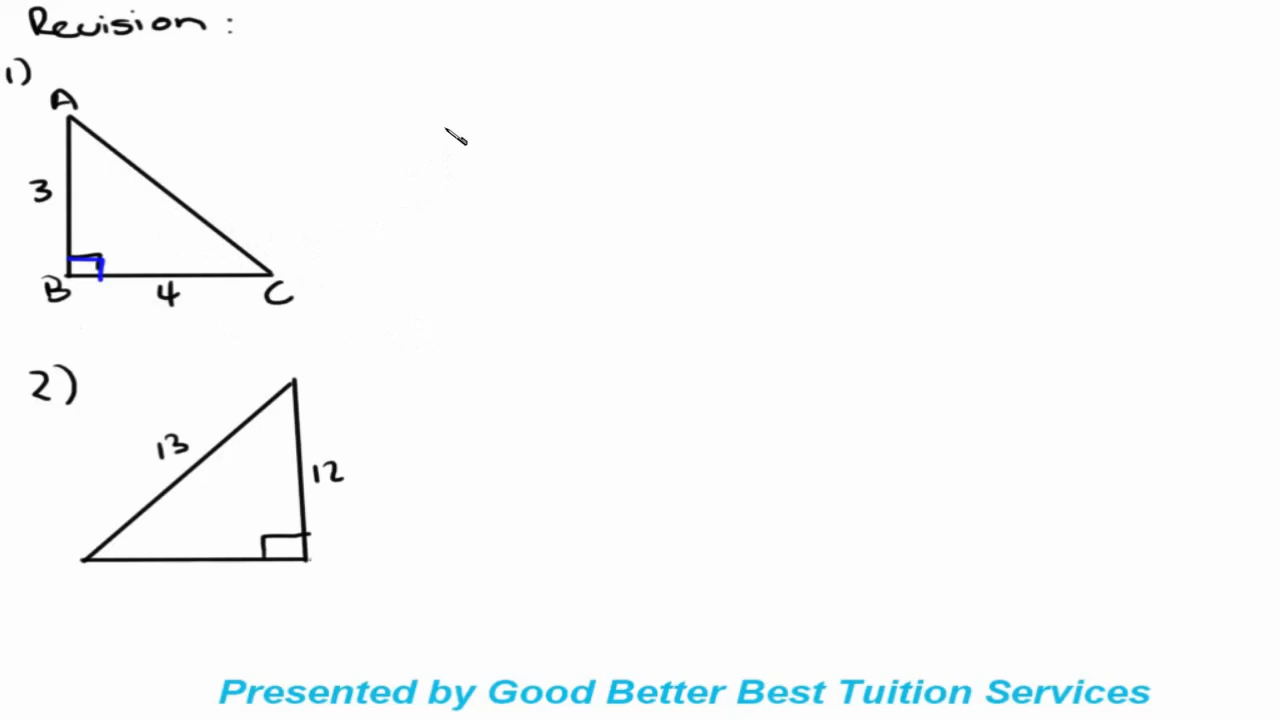 Revision :
1)
A
3
B 4 C
2)
13
12
Presented by Good Better Best Tuition Services